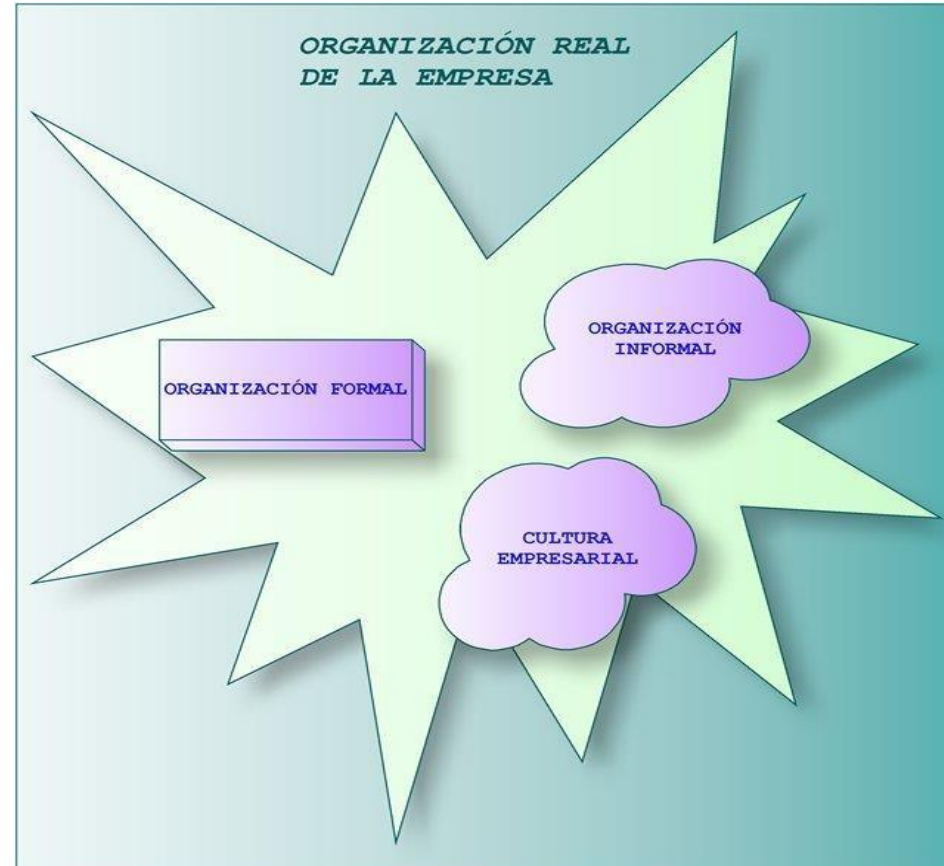 ORGANIZACIÓN REAL
DE LA EMPRESA
ORGANIZACIÓN
INFORMAL
ORGANIZACIÓN FORMAL
CULTURA
EMPRESARIAL